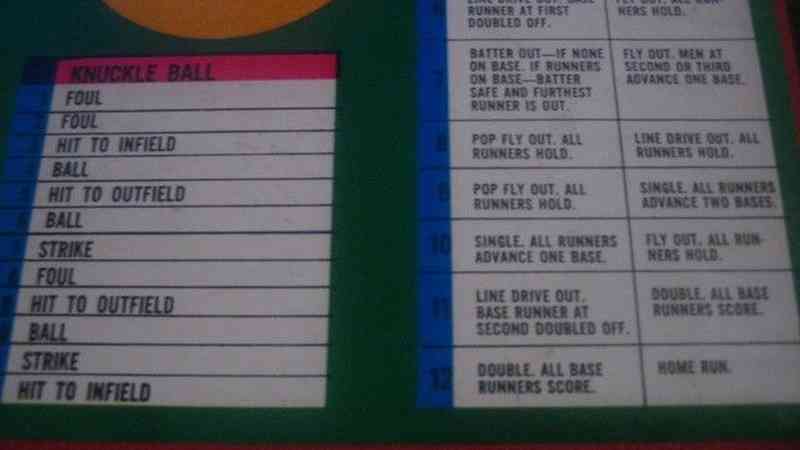 KNUCKLE BALL
FOUL
FOUL
HIT TO INFIELD
BALL
HIT TO OUTFIELD
BALL
STRIKE
FOUL
HIT TO OUTFIELD
BALL
STRIKE
HIT TO INFIELD
RUNNER AT FIRST
DOUBLED OFF.
NERS HOLD.
7
BATTER OUT—IF NONE
ON BASE. IF RUNNERS
ON BASE—BATTER
SAFE AND FURTHEST
RUNNER IS OUT.
FLY OUT. MEN AT
SECOND OR THIRD
ADVANCE ONE BASE.
8
POP FLY OUT. ALL
RUNNERS HOLD.
LINE DRIVE OUT. ALL
RUNNERS HOLD.
9
POP FLY OUT. ALL
RUNNERS HOLD.
SINGLE. ALL RUNNERS
ADVANCE TWO BASES.
10
SINGLE. ALL RUNNERS
ADVANCE ONE BASE.
FLY OUT. ALL RUN-
NERS HOLD.
11
LINE DRIVE OUT.
BASE RUNNER AT
SECOND DOUBLED OFF.
DOUBLE. ALL BASE
RUNNERS SCORE.
12
DOUBLE. ALL BASE
RUNNERS SCORE.
HOME RUN.